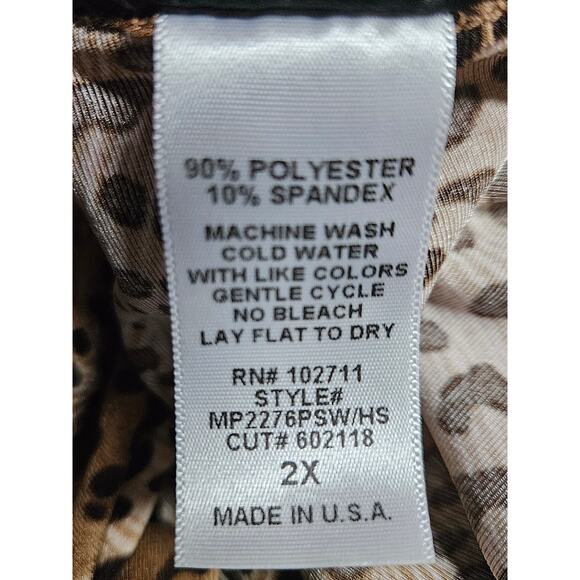 90% POLYESTER
10% SPANDEX
MACHINE WASH
COLD WATER
WITH LIKE COLORS
GENTLE CYCLE
NO BLEACH
LAY FLAT TO DRY
RN# 102711
STYLE#
MP2276PSW/HS
CUT# 602118
2X
MADE IN U.S.A.